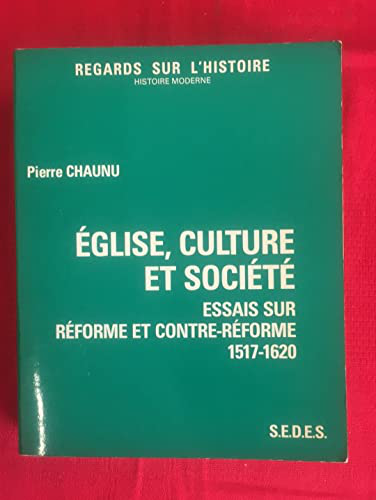 REGARDS SUR L'HISTOIRE
HISTOIRE MODERNE
Pierre CHAUNU
ÉGLISE, CULTURE
ET SOCIÉTÉ
ESSAIS SUR
RÉFORME ET CONTRE-RÉFORME
1517-1620
S.E.D.E.S.